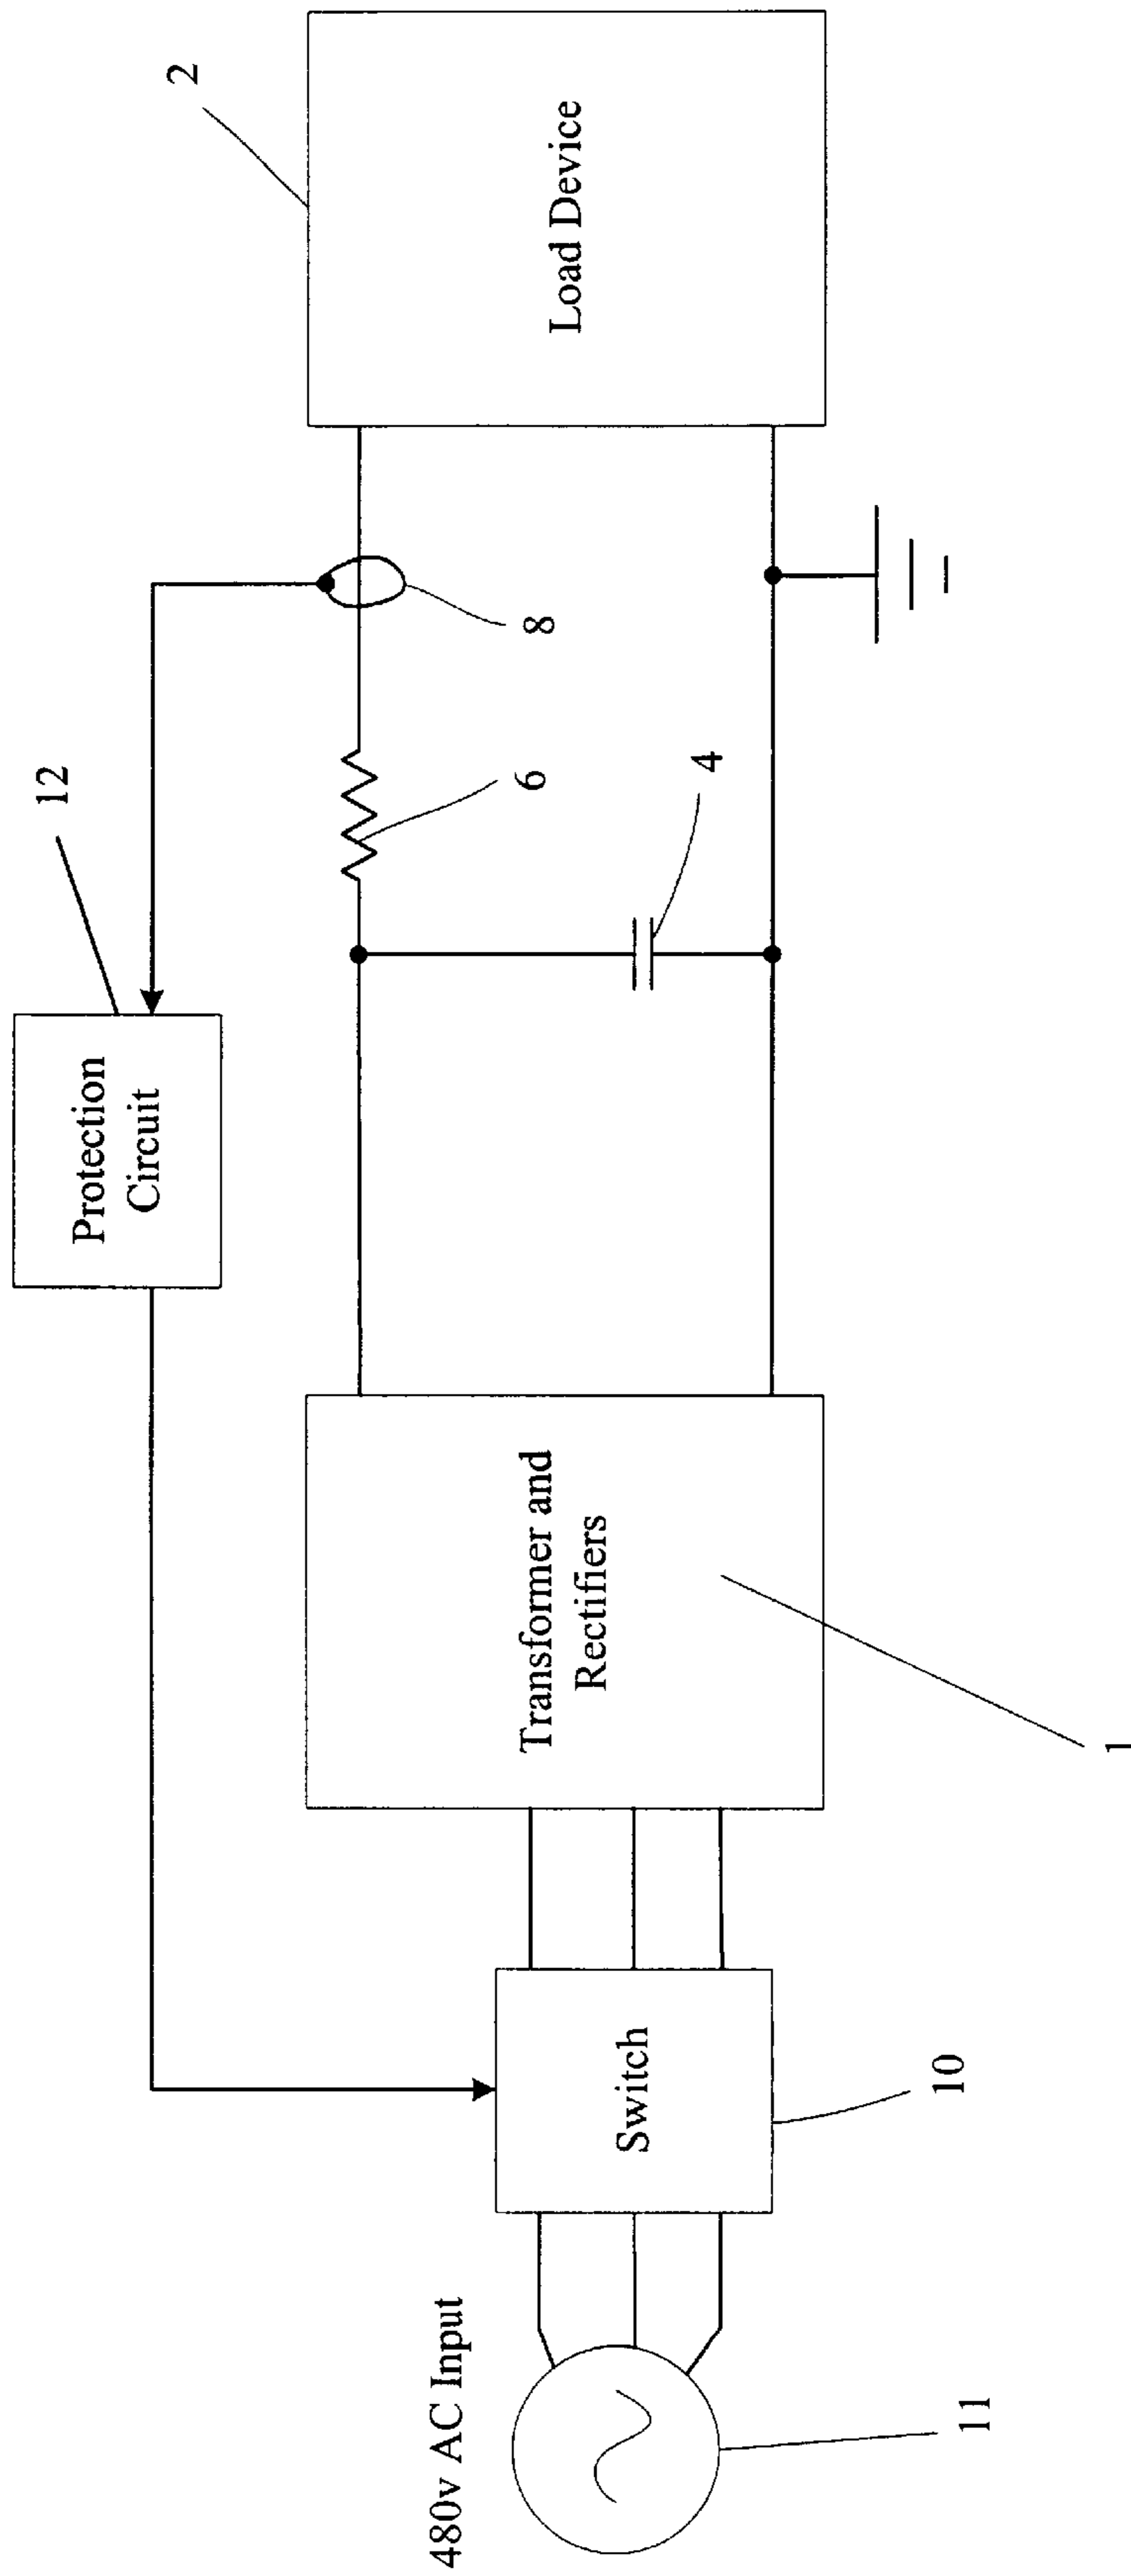 12
Protection
Circuit
2
Load Device
8
6
4
Transformer and
Rectifiers
1
Switch
10
480v AC Input
11